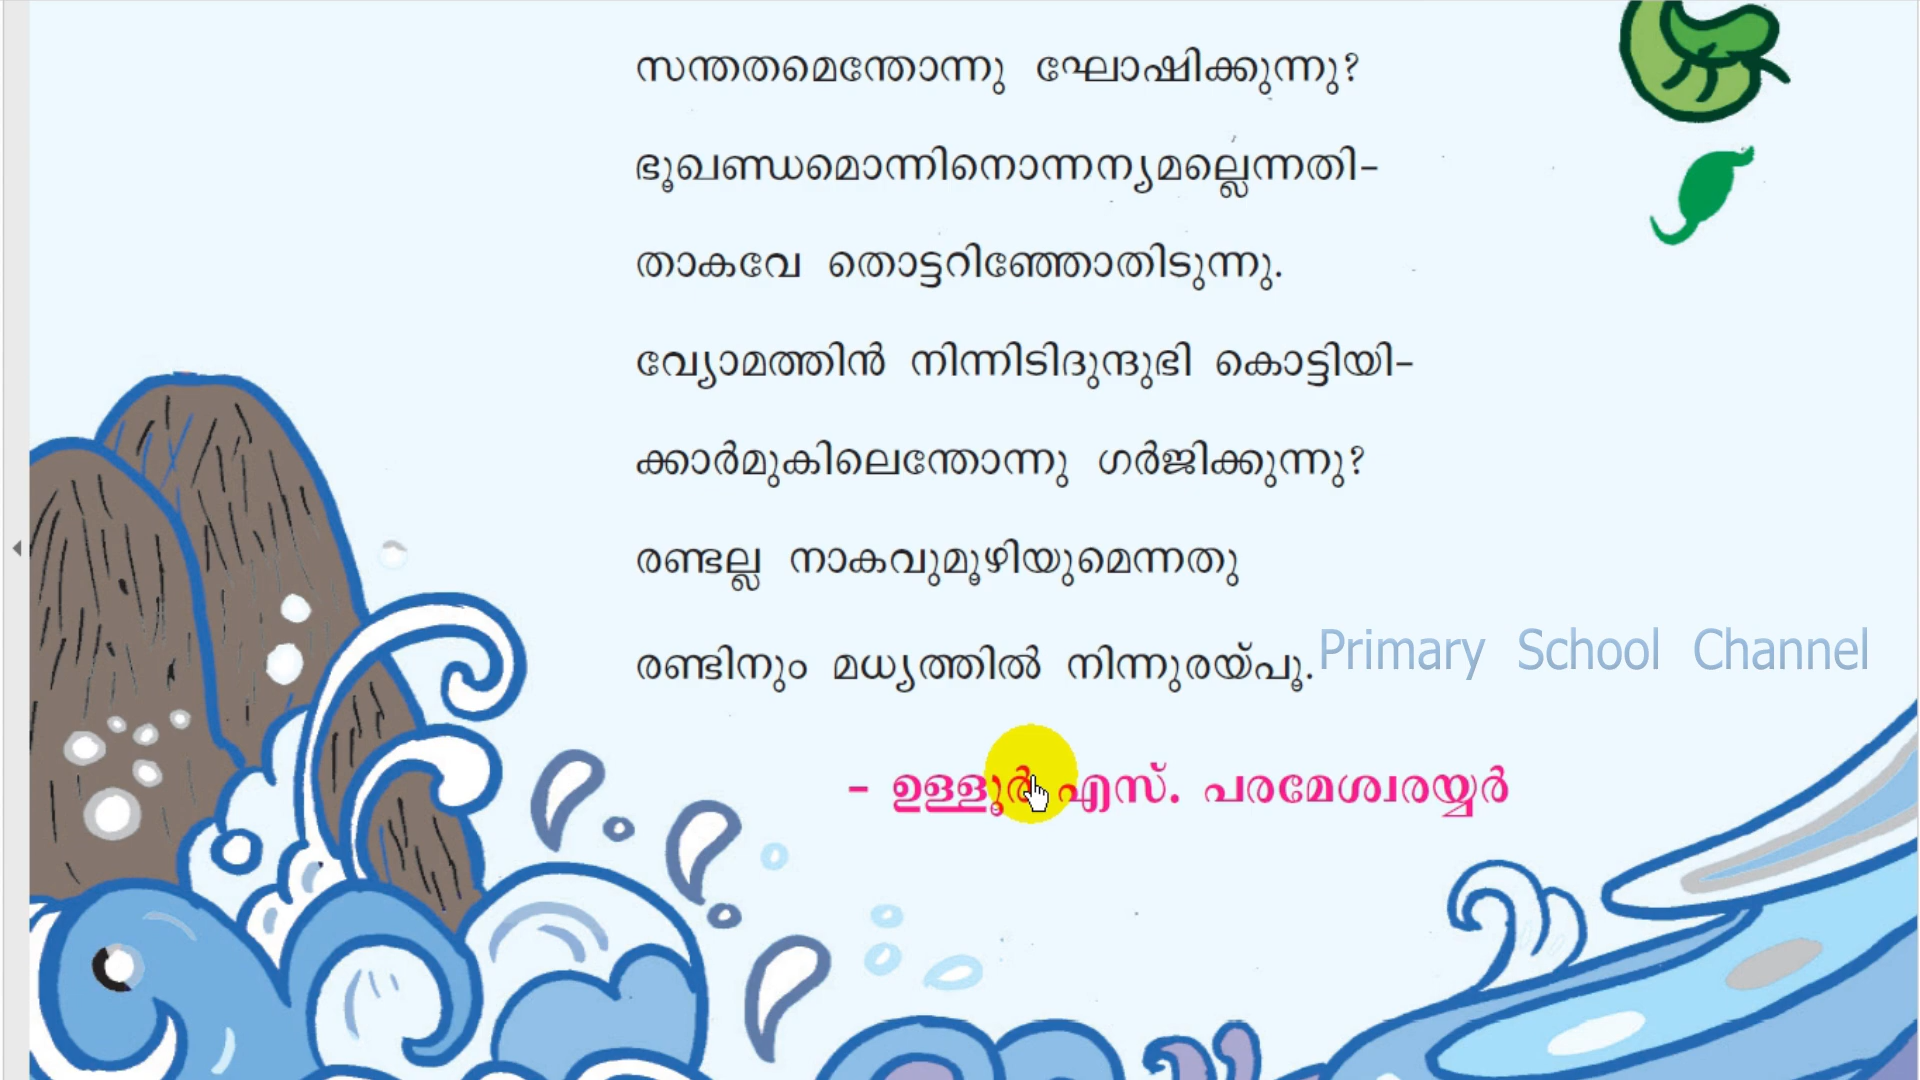 സന്തതമെന്തോന്നു ഘോഷിക്കുന്നു?
ഭൂഖണ്ഡമൊന്നിനൊന്നന്യമല്ലെന്നതി-
താകവേ തൊട്ടറിഞ്ഞോതിടുന്നു.
വ്യോമത്തിൻ നിന്നിടിദുന്ദുഭി കൊട്ടിയി-
ക്കാർമുകിലെന്തോന്നു ഗർജിക്കുന്നു?
രണ്ടല്ല നാകവുമൂഴിയുമെന്നതു
രണ്ടിനും മധ്യത്തിൽ നിന്നുരയ്പൂ.
Primary School Channel
- ഉള്ളൂർ എസ്. പരമേശ്വരയ്യർ